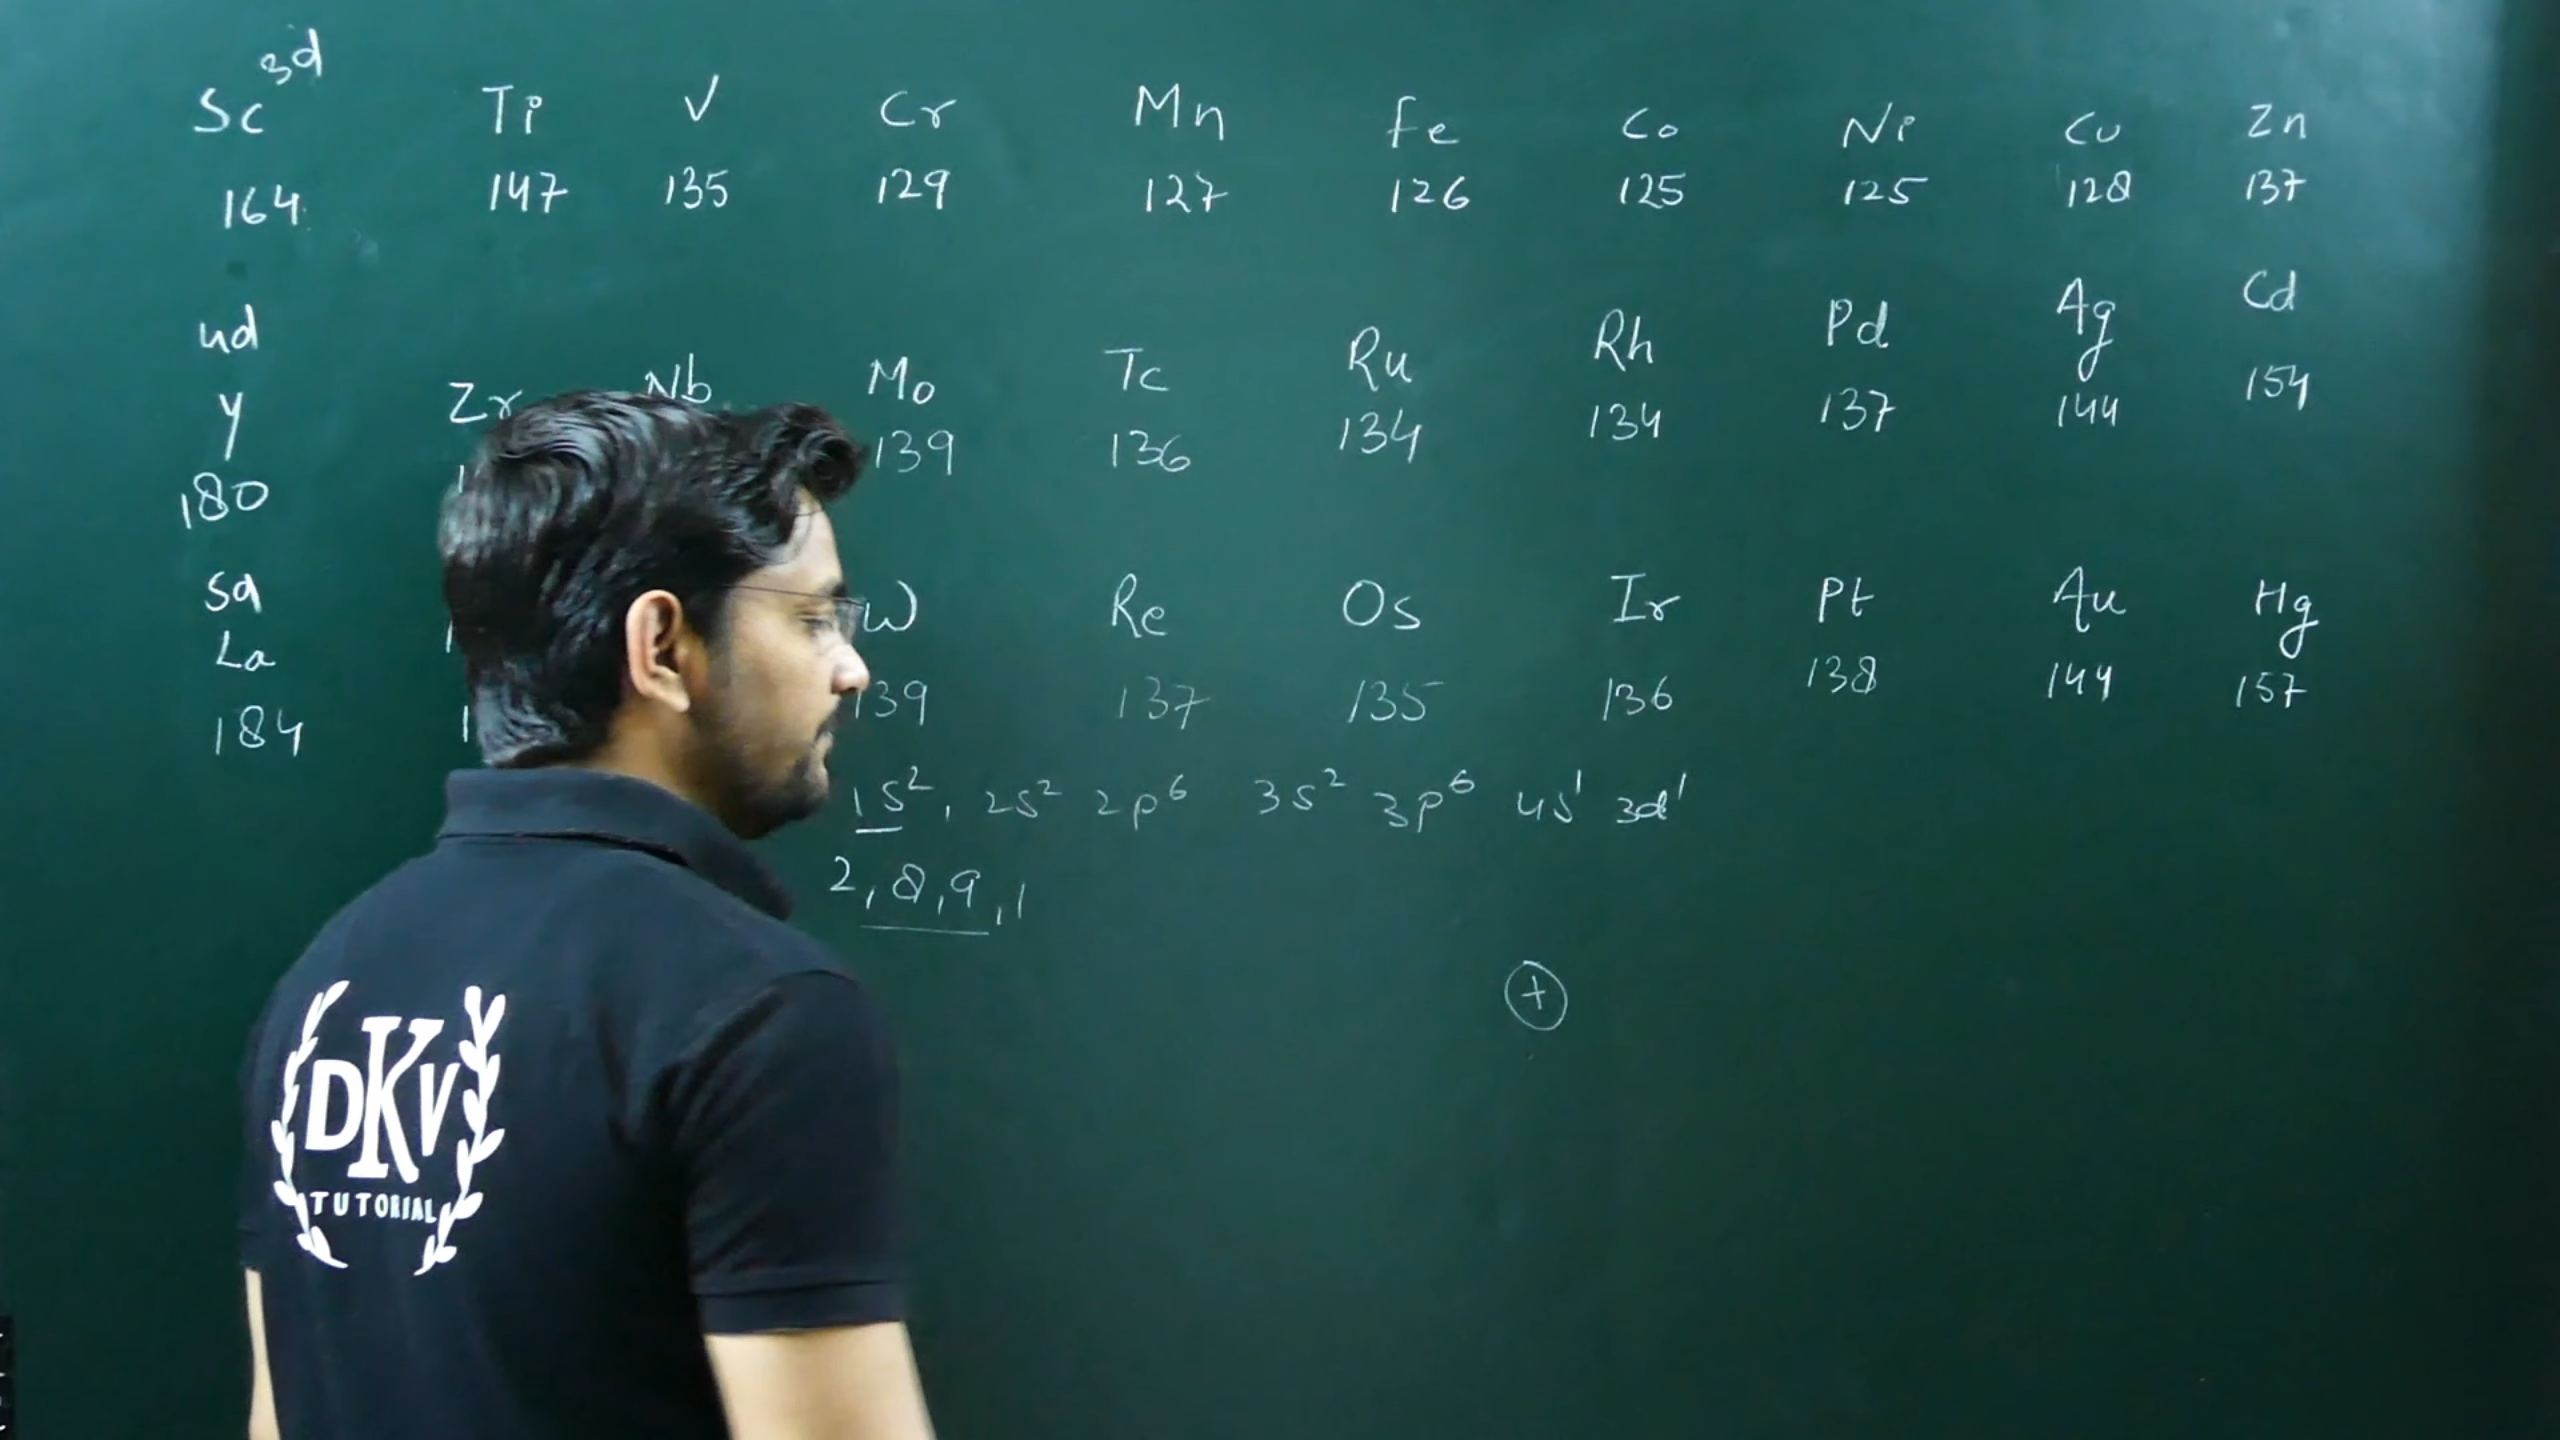 3d
Sc Ti V Cr Mn Fe Co Ni Cu Zn
164 147 135 129 127 126 125 125 128 137
4d
Y Zr Nb Mo Tc Ru Rh Pd Ag Cd
180 139 136 134 134 137 144 154
5d
La W Re Os Ir Pt Au Hg
184 139 137 135 136 138 144 157
1s², 2s² 2p⁶ 3s² 3p⁶ 4s¹ 3d¹
2,8,9,1
+
DKV
TUTORIAL